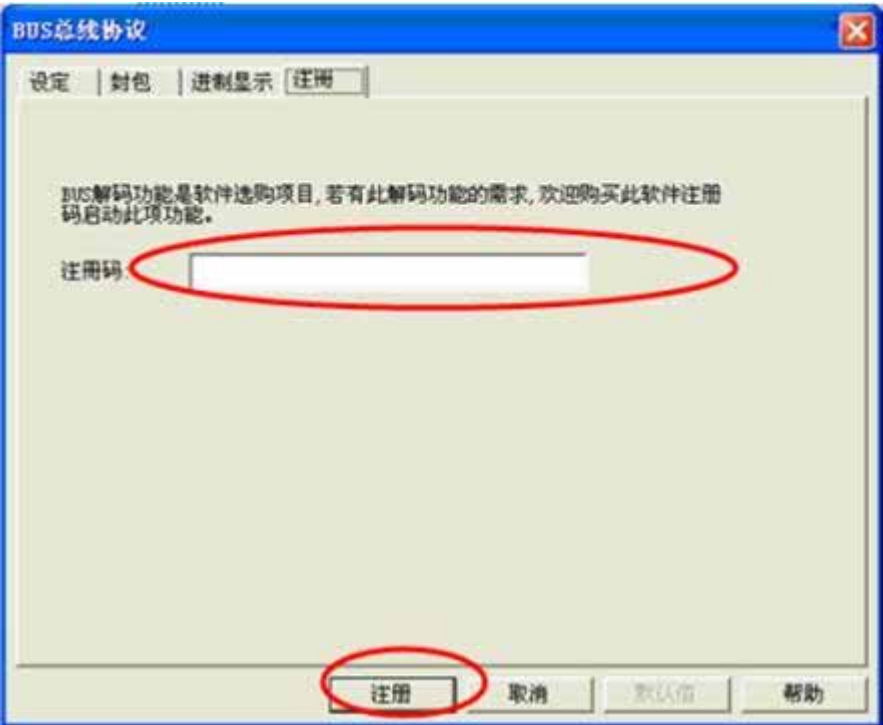 BUS总线协议
设定 封包 进制显示 注册
BUS解码功能是软件选购项目,若有此解码功能的需求,欢迎购买此软件注册
码启动此项功能。
注册码:
注册 取消 默认值 帮助